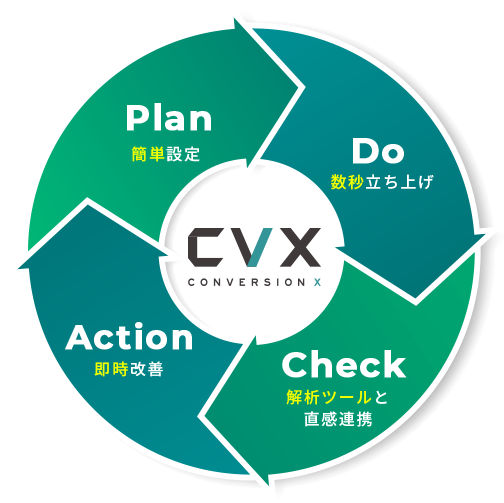 Plan
簡単設定
Do
数秒立ち上げ
CVX
CONVERSION X
Action
即時改善
Check
解析ツールと
直感連携